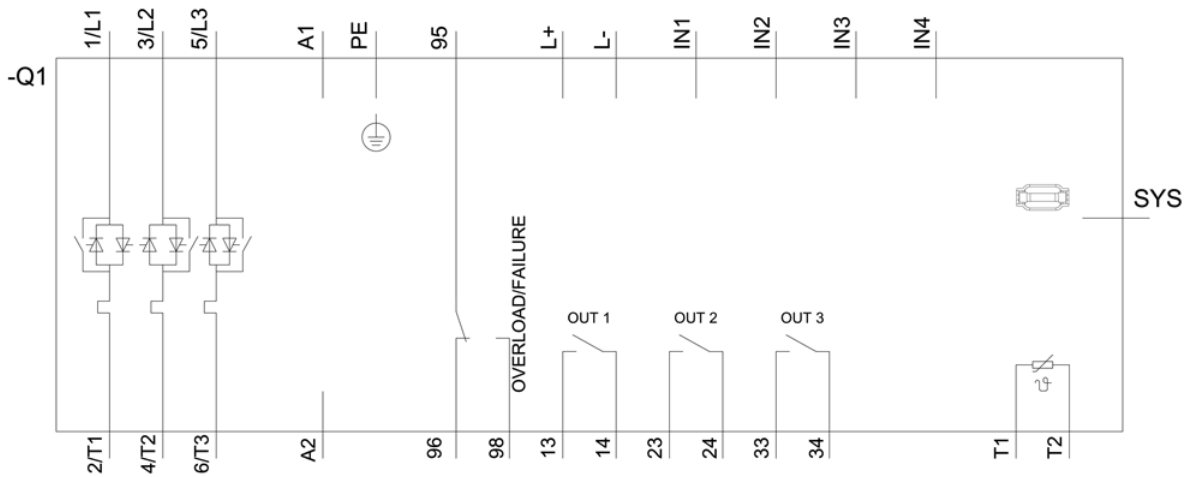 1/L1
3/L2
5/L3
A1
PE
95
L+
L-
IN1
IN2
IN3
IN4
-Q1
SYS
OVERLOAD/FAILURE
OUT 1
OUT 2
OUT 3
ϑ
2/T1
4/T2
6/T3
A2
96
98
13
14
23
24
33
34
T1
T2